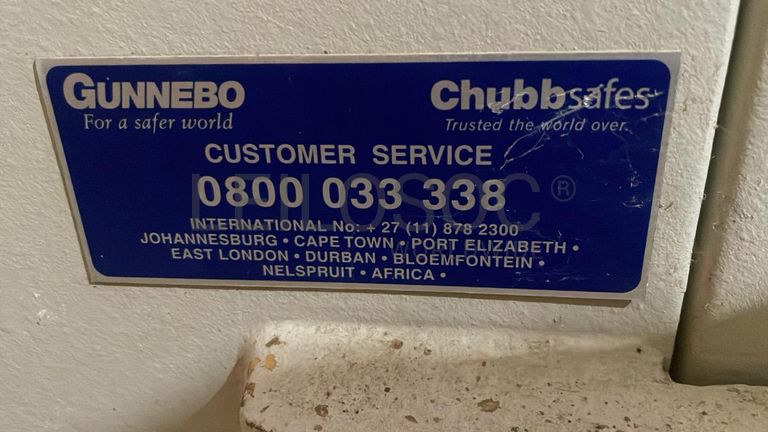 GUNNEBO
For a safer world
Chubbsafes
Trusted the world over.
CUSTOMER SERVICE
0800 033 338
LEILOSOC ®
INTERNATIONAL No: + 27 (11) 878 2300
JOHANNESBURG • CAPE TOWN • PORT ELIZABETH •
EAST LONDON • DURBAN • BLOEMFONTEIN •
NELSPRUIT • AFRICA •